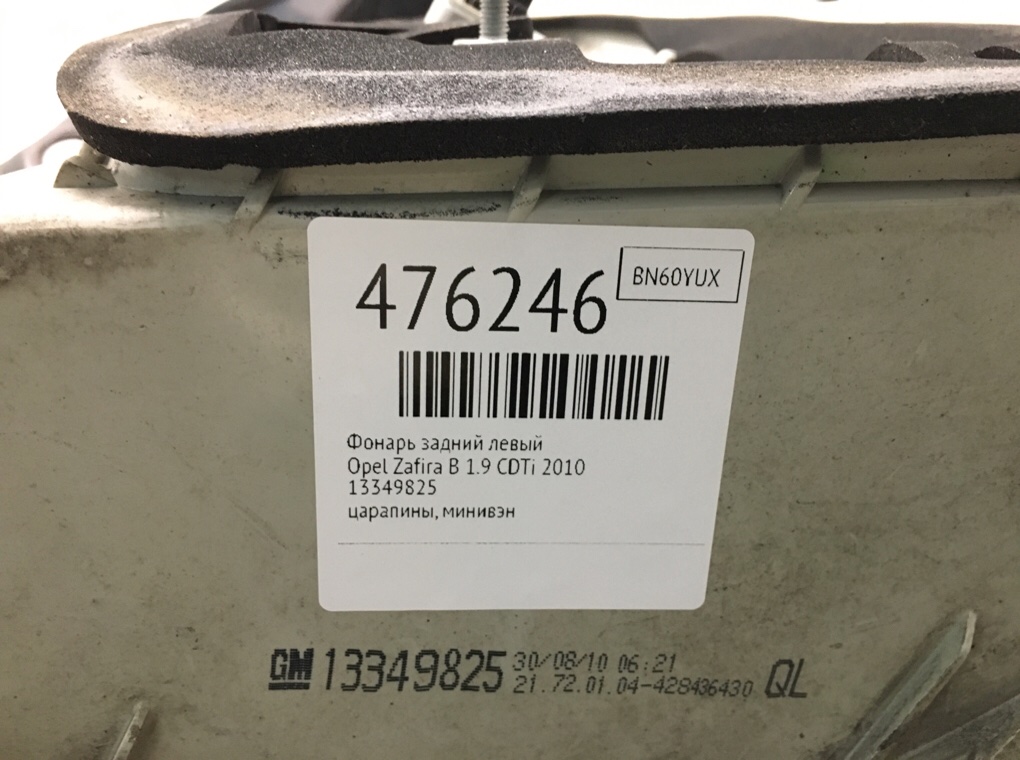 476246
BN60YUX
Фонарь задний левый
Opel Zafira B 1.9 CDTi 2010
13349825
царапины, минивэн
GM 13349825 30/08/10 06:21
21.72.01.04-428436430 QL